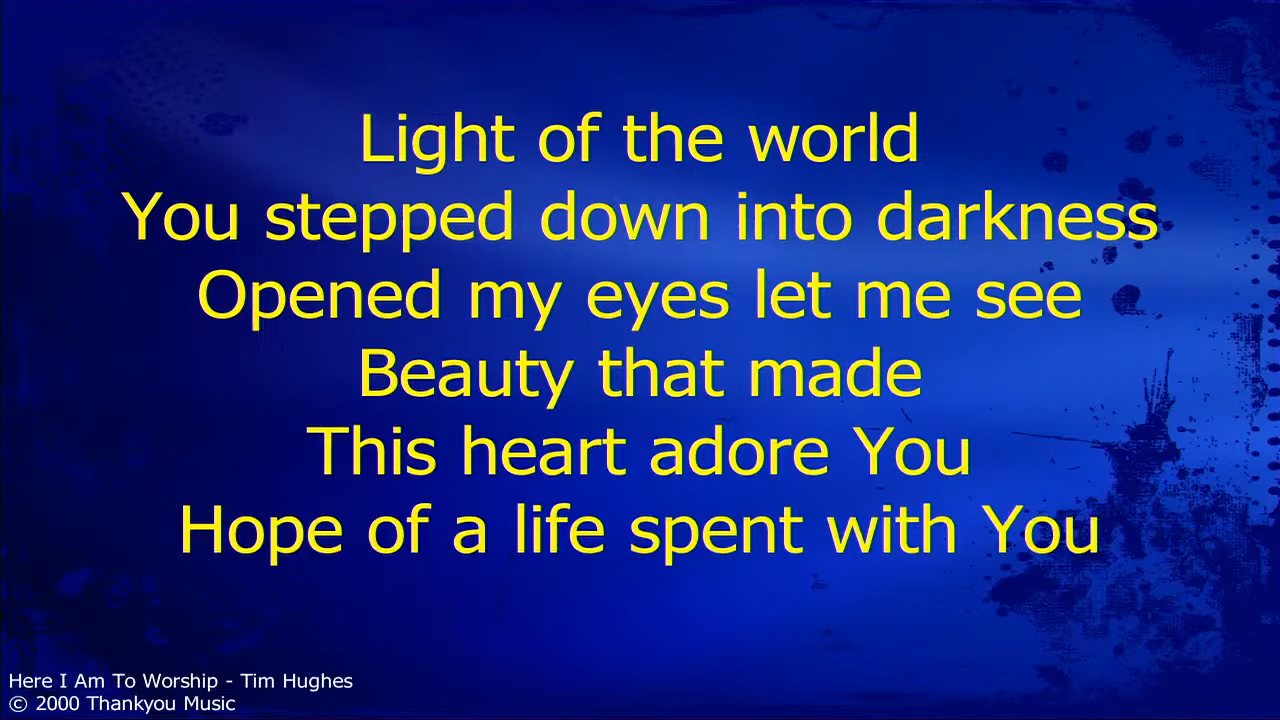 Light of the world
You stepped down into darkness
Opened my eyes let me see
Beauty that made
This heart adore You
Hope of a life spent with You
Here I Am To Worship - Tim Hughes
© 2000 Thankyou Music